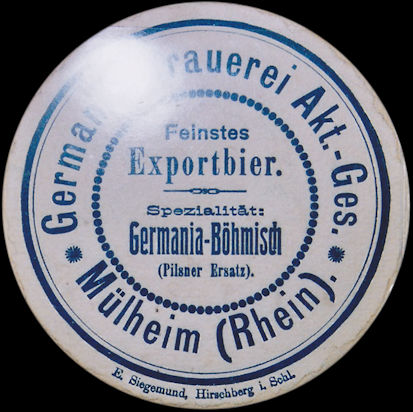 Akt.-Ges.
Feinstes
Exportbier.
Spezialität:
Germania-Böhmisch
(Pilsner Ersatz).
Mülheim (Rhein).
E. Siegemund, Hirschberg i. Schl.